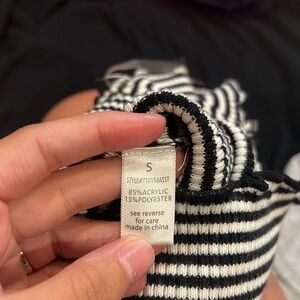 S
85% ACRYLIC
15% POLYESTER
see reverse
for care
made in china